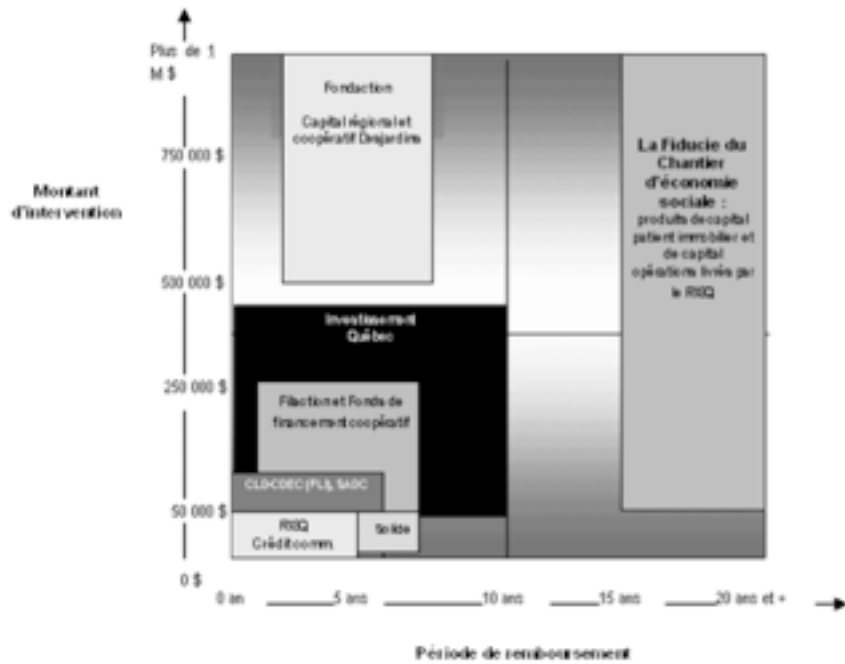 Plus de 1
M $
Fondaction
Capital régional et
coopératif Desjardins
750 000 $
La Fiducie du
Chantier
d'économie
sociale :
produits de capital
patient immobilier et
de capital
opérations livrés par
le RISQ
Montant
d'intervention
500 000 $
Investissement
Québec
250 000 $
Filaction et Fonds de
financement coopératif
CLD-CDEC (FLI), SADC
50 000 $
RISQ
Crédit comm.
Solide
0 $
0 an
5 ans
10 ans
15 ans
20 ans et +
Période de remboursement